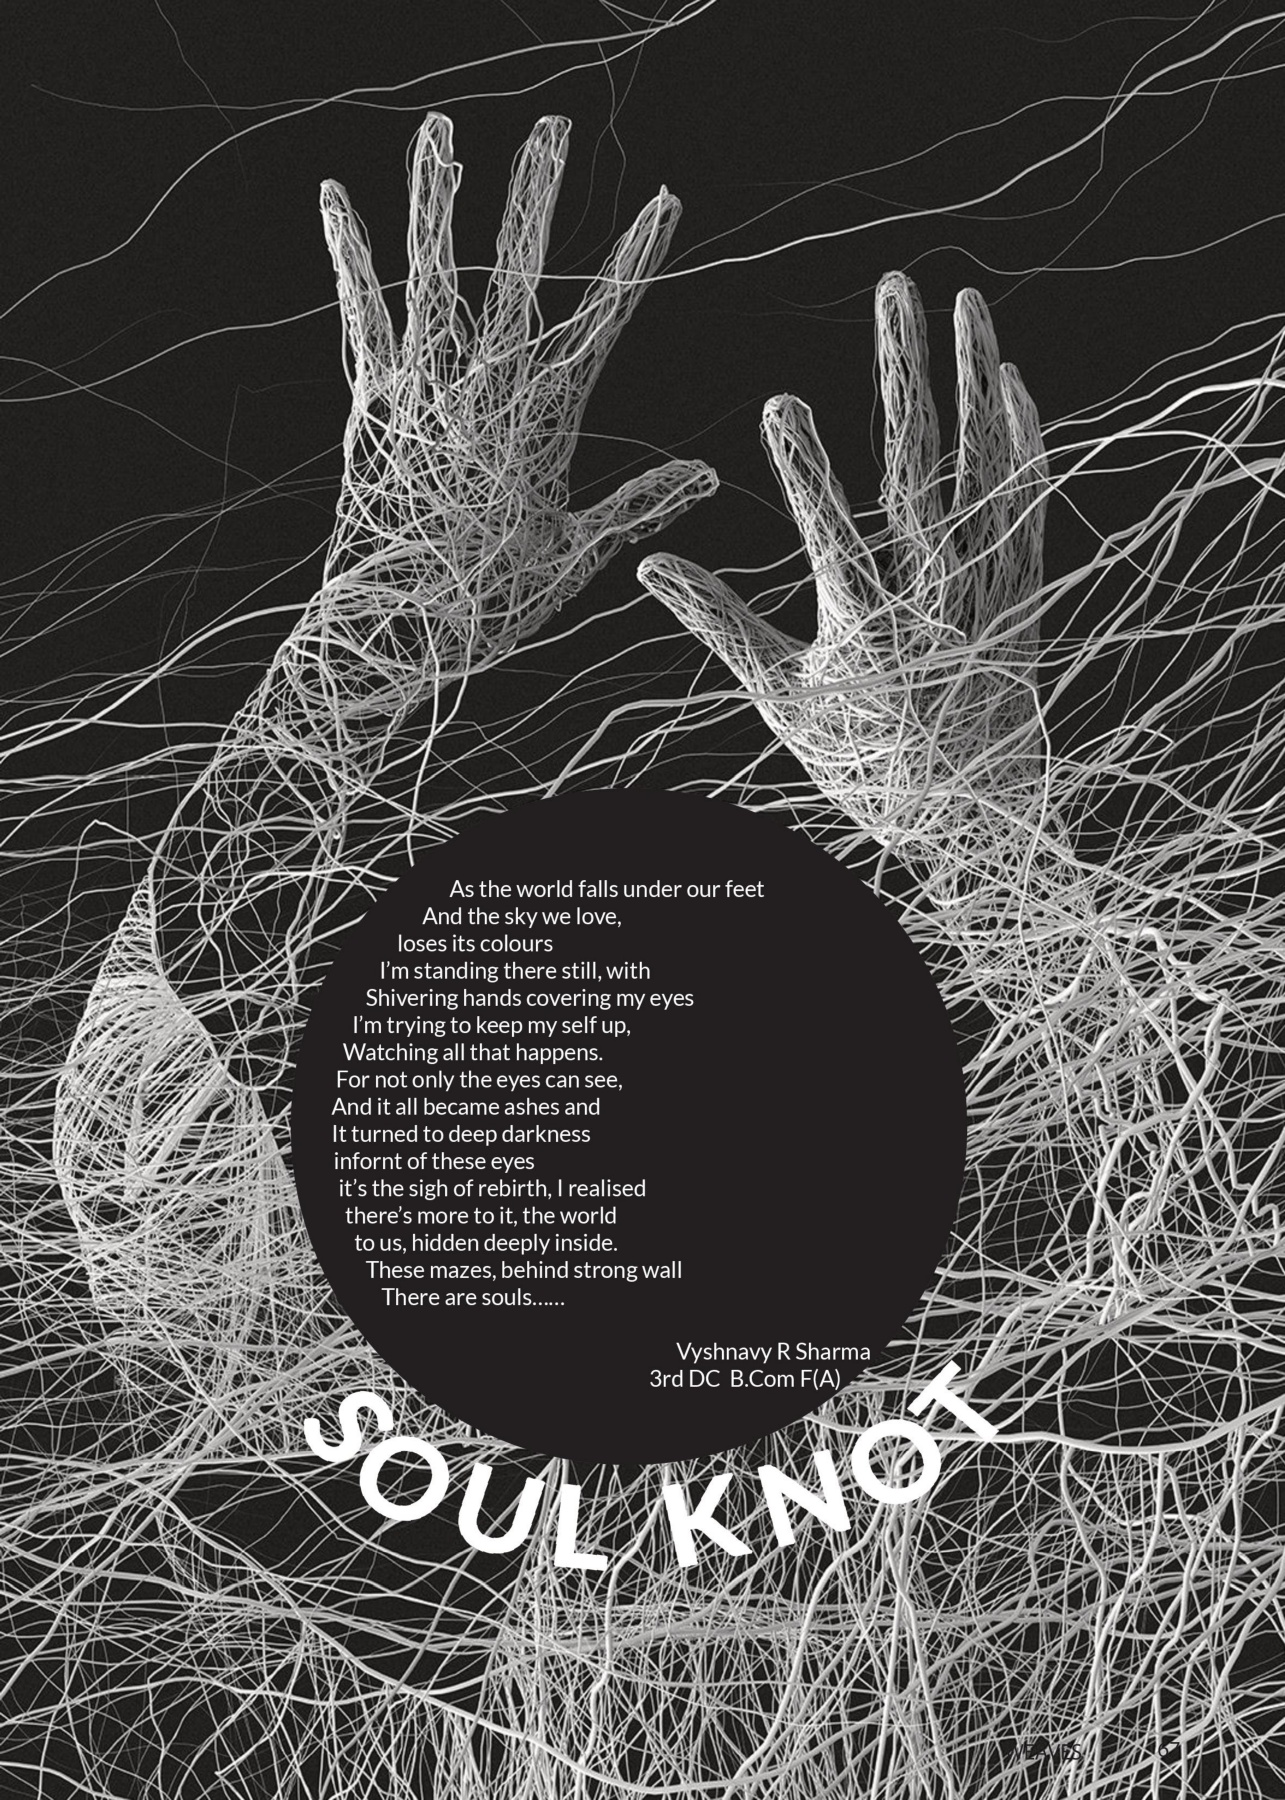 As the world falls under our feet
And the sky we love,
loses its colours
I'm standing there still, with
Shivering hands covering my eyes
I'm trying to keep my self up,
Watching all that happens.
For not only the eyes can see,
And it all became ashes and
It turned to deep darkness
infornt of these eyes
it's the sigh of rebirth, I realised
there's more to it, the world
to us, hidden deeply inside.
These mazes, behind strong wall
There are souls......
Vyshnavy R Sharma
3rd DC B.Com F(A)
SOUL KNOT
WEAVES 67